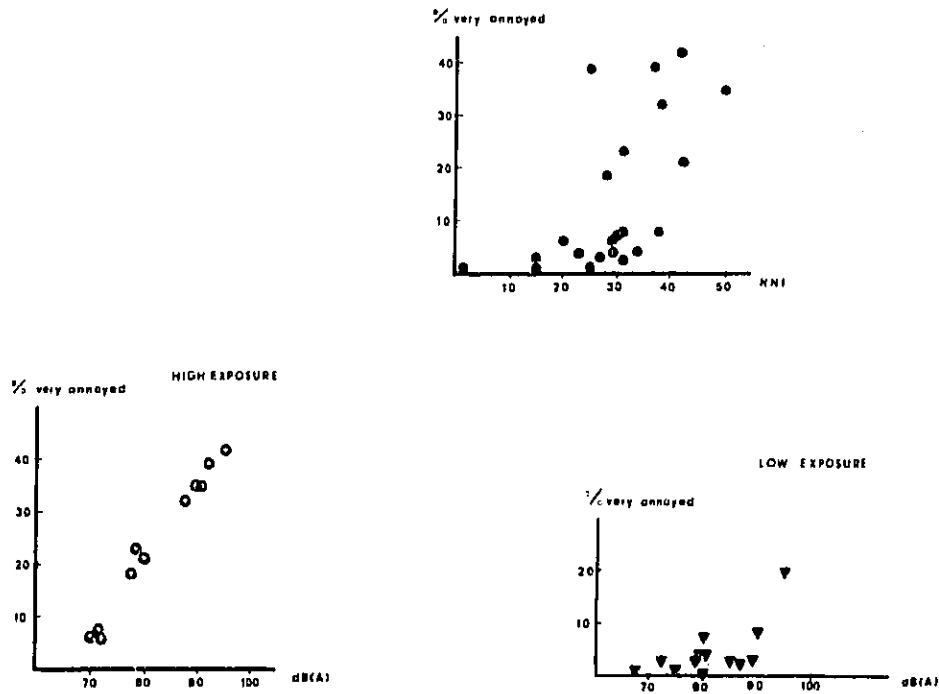 % very annoyed
40
30
20
10
10 20 30 40 50 NNI
HIGH EXPOSURE
% very annoyed
40
30
20
10
70 80 90 100 dB(A)
LOW EXPOSURE
% very annoyed
20
10
70 80 90 100 dB(A)